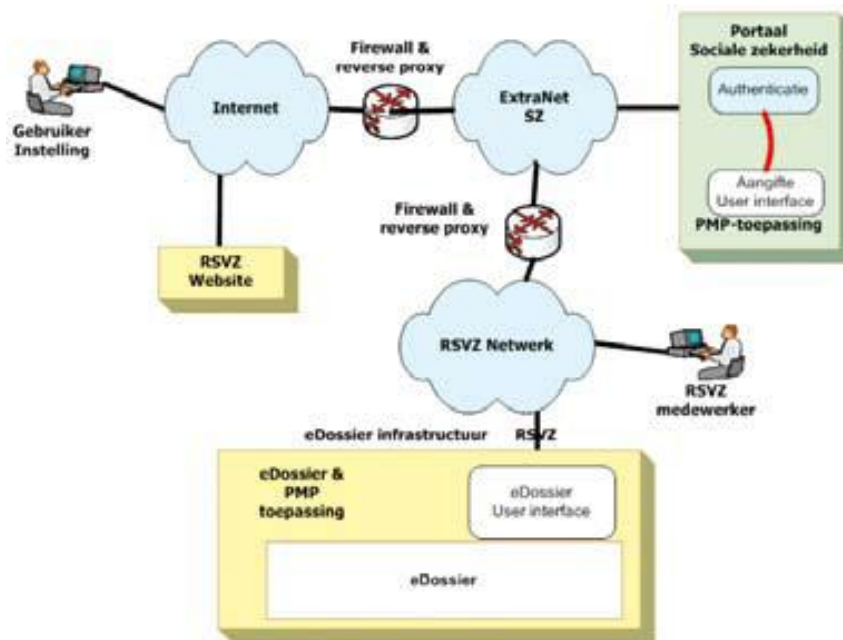 Portaal
Sociale zekerheid
Firewall &
reverse proxy
Authenticatie
Internet
ExtraNet
SZ
Gebruiker
Instelling
Aangifte
User interface
PMP-toepassing
Firewall &
reverse proxy
RSVZ
Website
RSVZ Netwerk
RSVZ
medewerker
eDossier infrastructuur RSVZ
eDossier &
PMP
toepassing
eDossier
User interface
eDossier